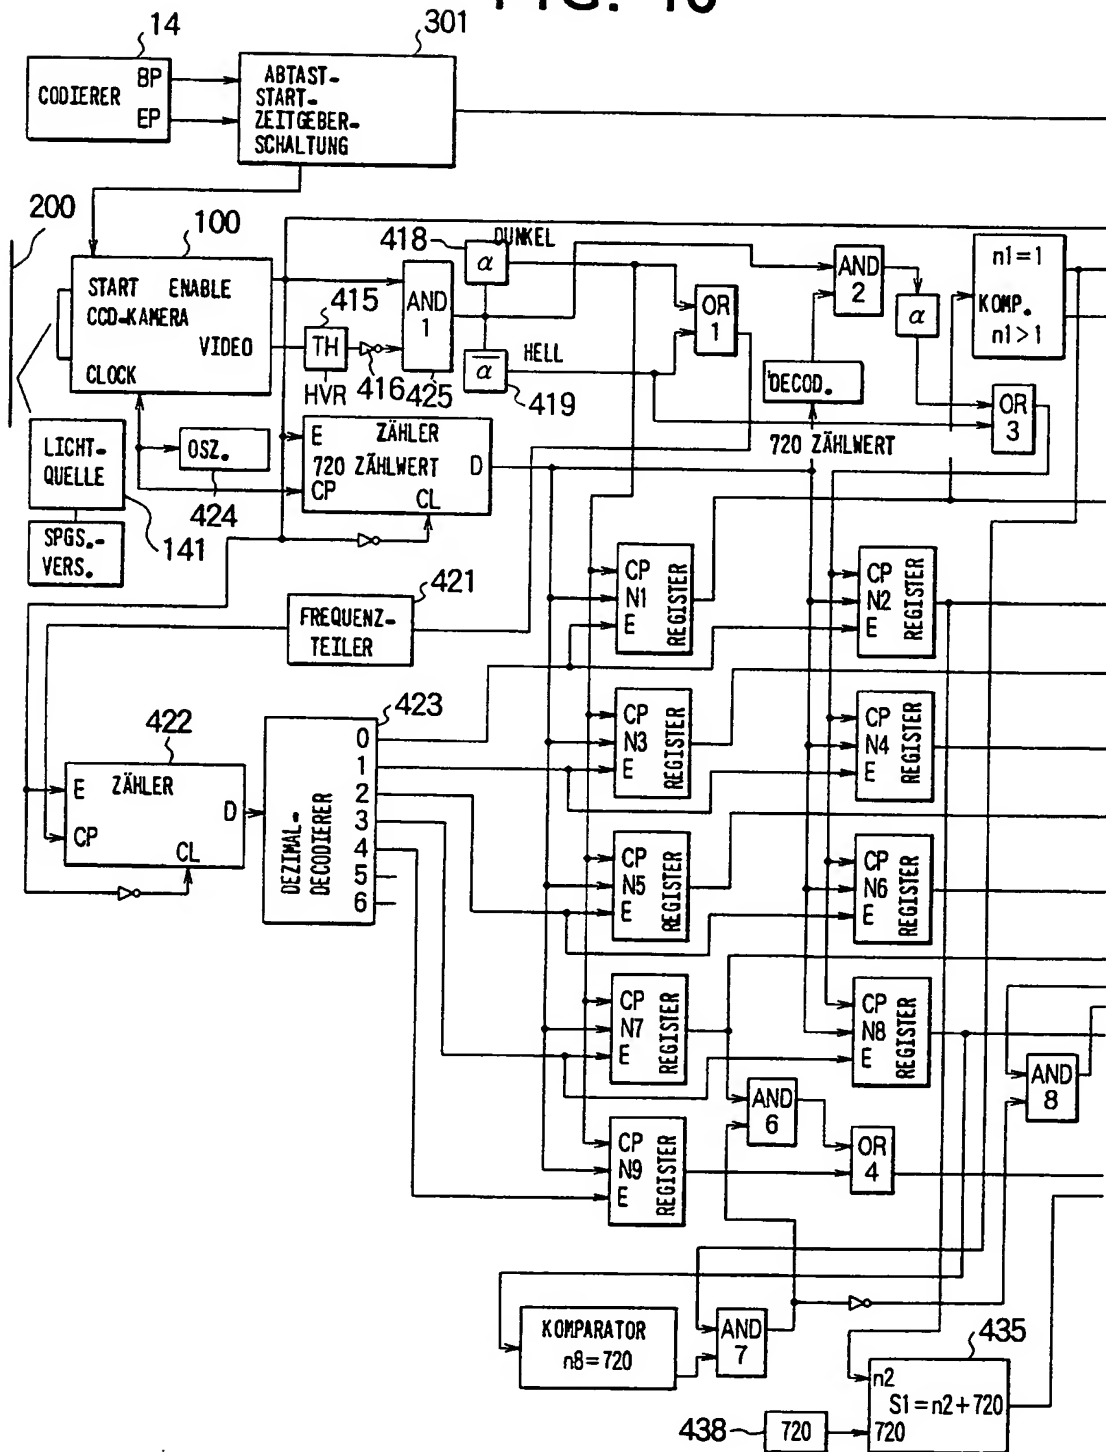 FIG. 10
14
301
CODIERER
BP
EP
ABTAST-
START-
ZEITGEBER-
SCHALTUNG
200
100
START ENABLE
CCD-KAMERA
VIDEO
CLOCK
415
TH
HVR
416
AND
1
425
418
DUNKEL
α
HELL
α̅
419
OR
1
AND
2
α
DECOD.
720 ZÄHLWERT
OR
3
n1=1
KOMP.
n1>1
LICHT-
QUELLE
141
SPGS.-
VERS.
OSZ.
424
E
ZÄHLER
720 ZÄHLWERT
D
CP
CL
421
FREQUENZ-
TEILER
CP
N1
E
REGISTER
CP
N2
E
REGISTER
422
E
ZÄHLER
D
CP
CL
423
DEZIMAL-
DECODIERER
0
1
2
3
4
5
6
CP
N3
E
REGISTER
CP
N4
E
REGISTER
CP
N5
E
REGISTER
CP
N6
E
REGISTER
CP
N7
E
REGISTER
CP
N8
E
REGISTER
AND
6
AND
8
CP
N9
E
REGISTER
OR
4
KOMPARATOR
n8=720
AND
7
435
n2
S1=n2+720
720
438
720